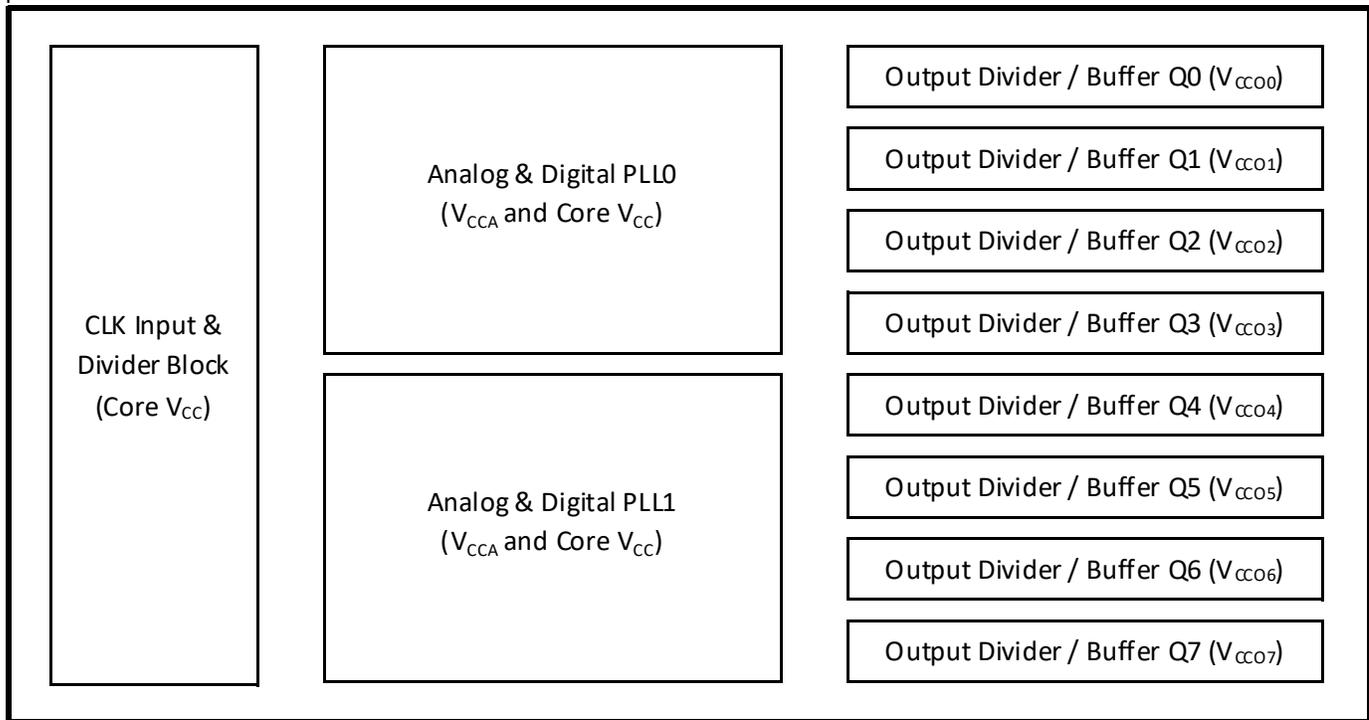 CLK Input &
Divider Block
(Core VCC)
Analog & Digital PLL0
(VCCA and Core VCC)
Analog & Digital PLL1
(VCCA and Core VCC)
Output Divider / Buffer Q0 (VCCO0)
Output Divider / Buffer Q1 (VCCO1)
Output Divider / Buffer Q2 (VCCO2)
Output Divider / Buffer Q3 (VCCO3)
Output Divider / Buffer Q4 (VCCO4)
Output Divider / Buffer Q5 (VCCO5)
Output Divider / Buffer Q6 (VCCO6)
Output Divider / Buffer Q7 (VCCO7)